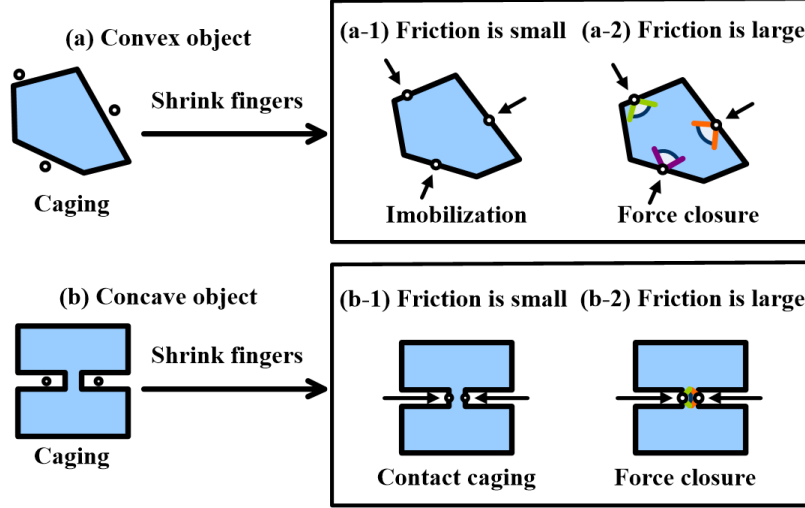 (a) Convex object
Shrink fingers
Caging
(a-1) Friction is small
(a-2) Friction is large
Imobilization
Force closure
(b) Concave object
Shrink fingers
Caging
(b-1) Friction is small
(b-2) Friction is large
Contact caging
Force closure